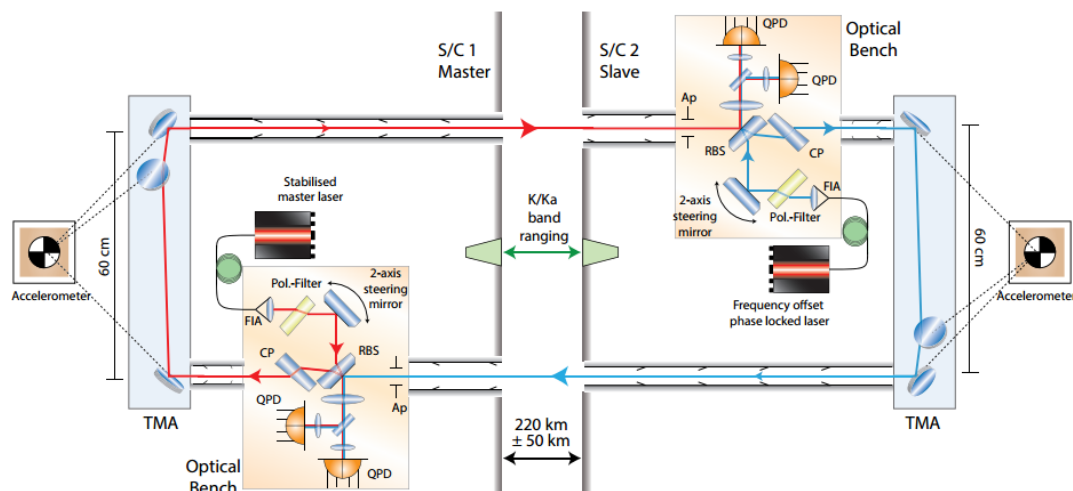 S/C 1
Master
S/C 2
Slave
QPD
Optical
Bench
QPD
Ap
RBS
CP
Stabilised
master laser
K/Ka
band
ranging
2-axis
steering
mirror
Pol.-Filter
FIA
60 cm
60 cm
Accelerometer
Accelerometer
Pol.-Filter
2-axis
steering
mirror
Frequency offset
phase locked laser
FIA
CP
RBS
Ap
TMA
TMA
QPD
220 km
± 50 km
QPD
Optical
Bench